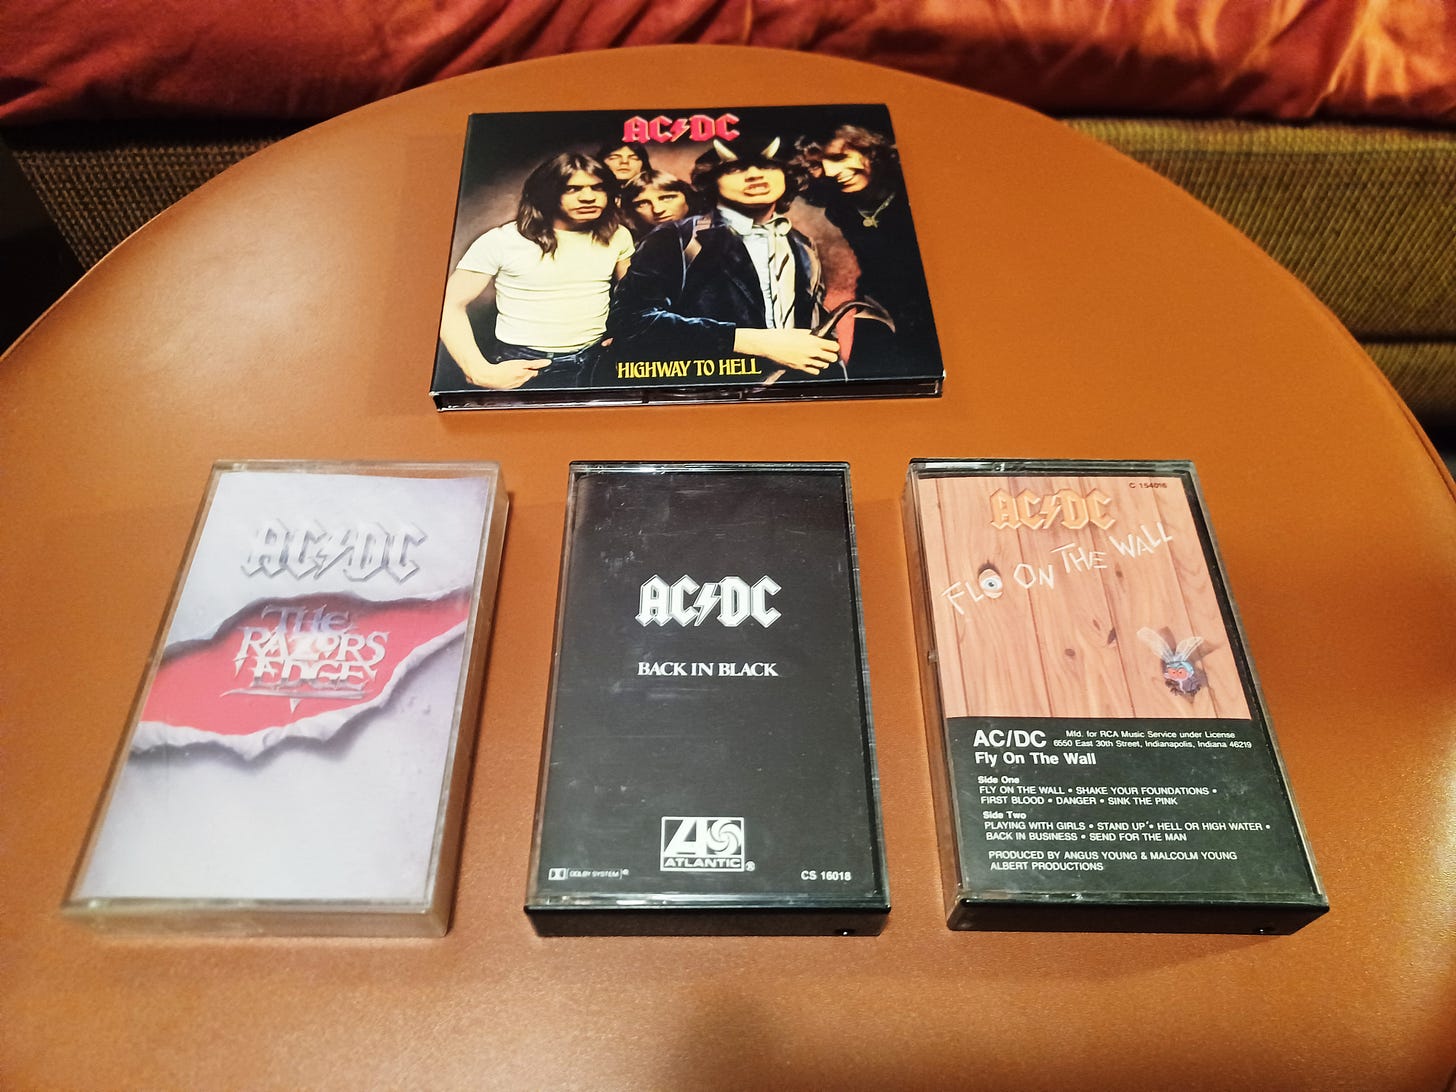 AC/DC
HIGHWAY TO HELL
AC/DC
THE
RAZORS
EDGE
AC/DC
BACK IN BLACK
ATLANTIC
DOLBY SYSTEM
CS 16018
C 154016
AC/DC
FLY ON THE WALL
AC/DC
Mfd. for RCA Music Service under License
6550 East 30th Street, Indianapolis, Indiana 46219
Fly On The Wall
Side One
FLY ON THE WALL • SHAKE YOUR FOUNDATIONS •
FIRST BLOOD • DANGER • SINK THE PINK
Side Two
PLAYING WITH GIRLS • STAND UP • HELL OR HIGH WATER •
BACK IN BUSINESS • SEND FOR THE MAN
PRODUCED BY ANGUS YOUNG & MALCOLM YOUNG
ALBERT PRODUCTIONS